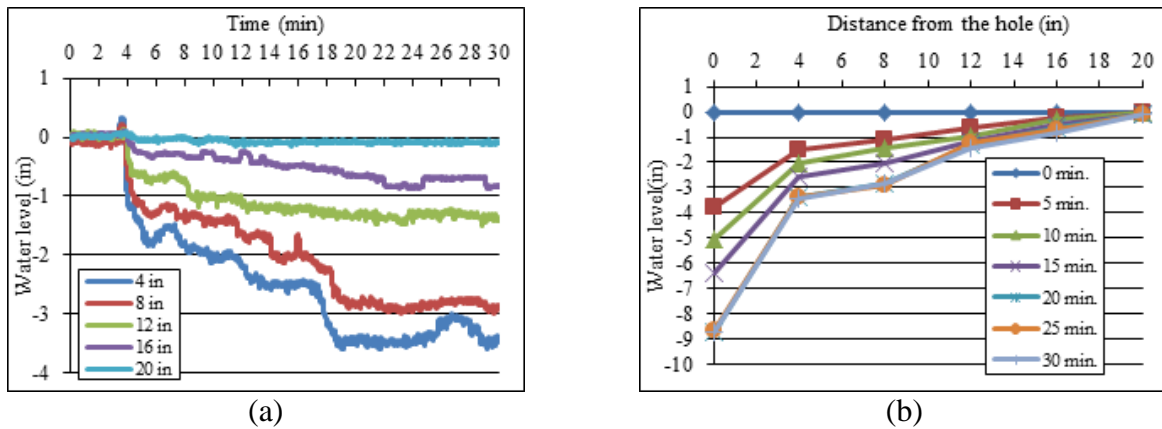 Time (min)
0 2 4 6 8 10 12 14 16 18 20 22 24 26 28 30
1
0
-1
-2
-3
-4
Water level (in)
4 in
8 in
12 in
16 in
20 in
(a)
Distance from the hole (in)
0 2 4 6 8 10 12 14 16 18 20
1
0
-1
-2
-3
-4
-5
-6
-7
-8
-9
-10
Water level(in)
0 min.
5 min.
10 min.
15 min.
20 min.
25 min.
30 min.
(b)